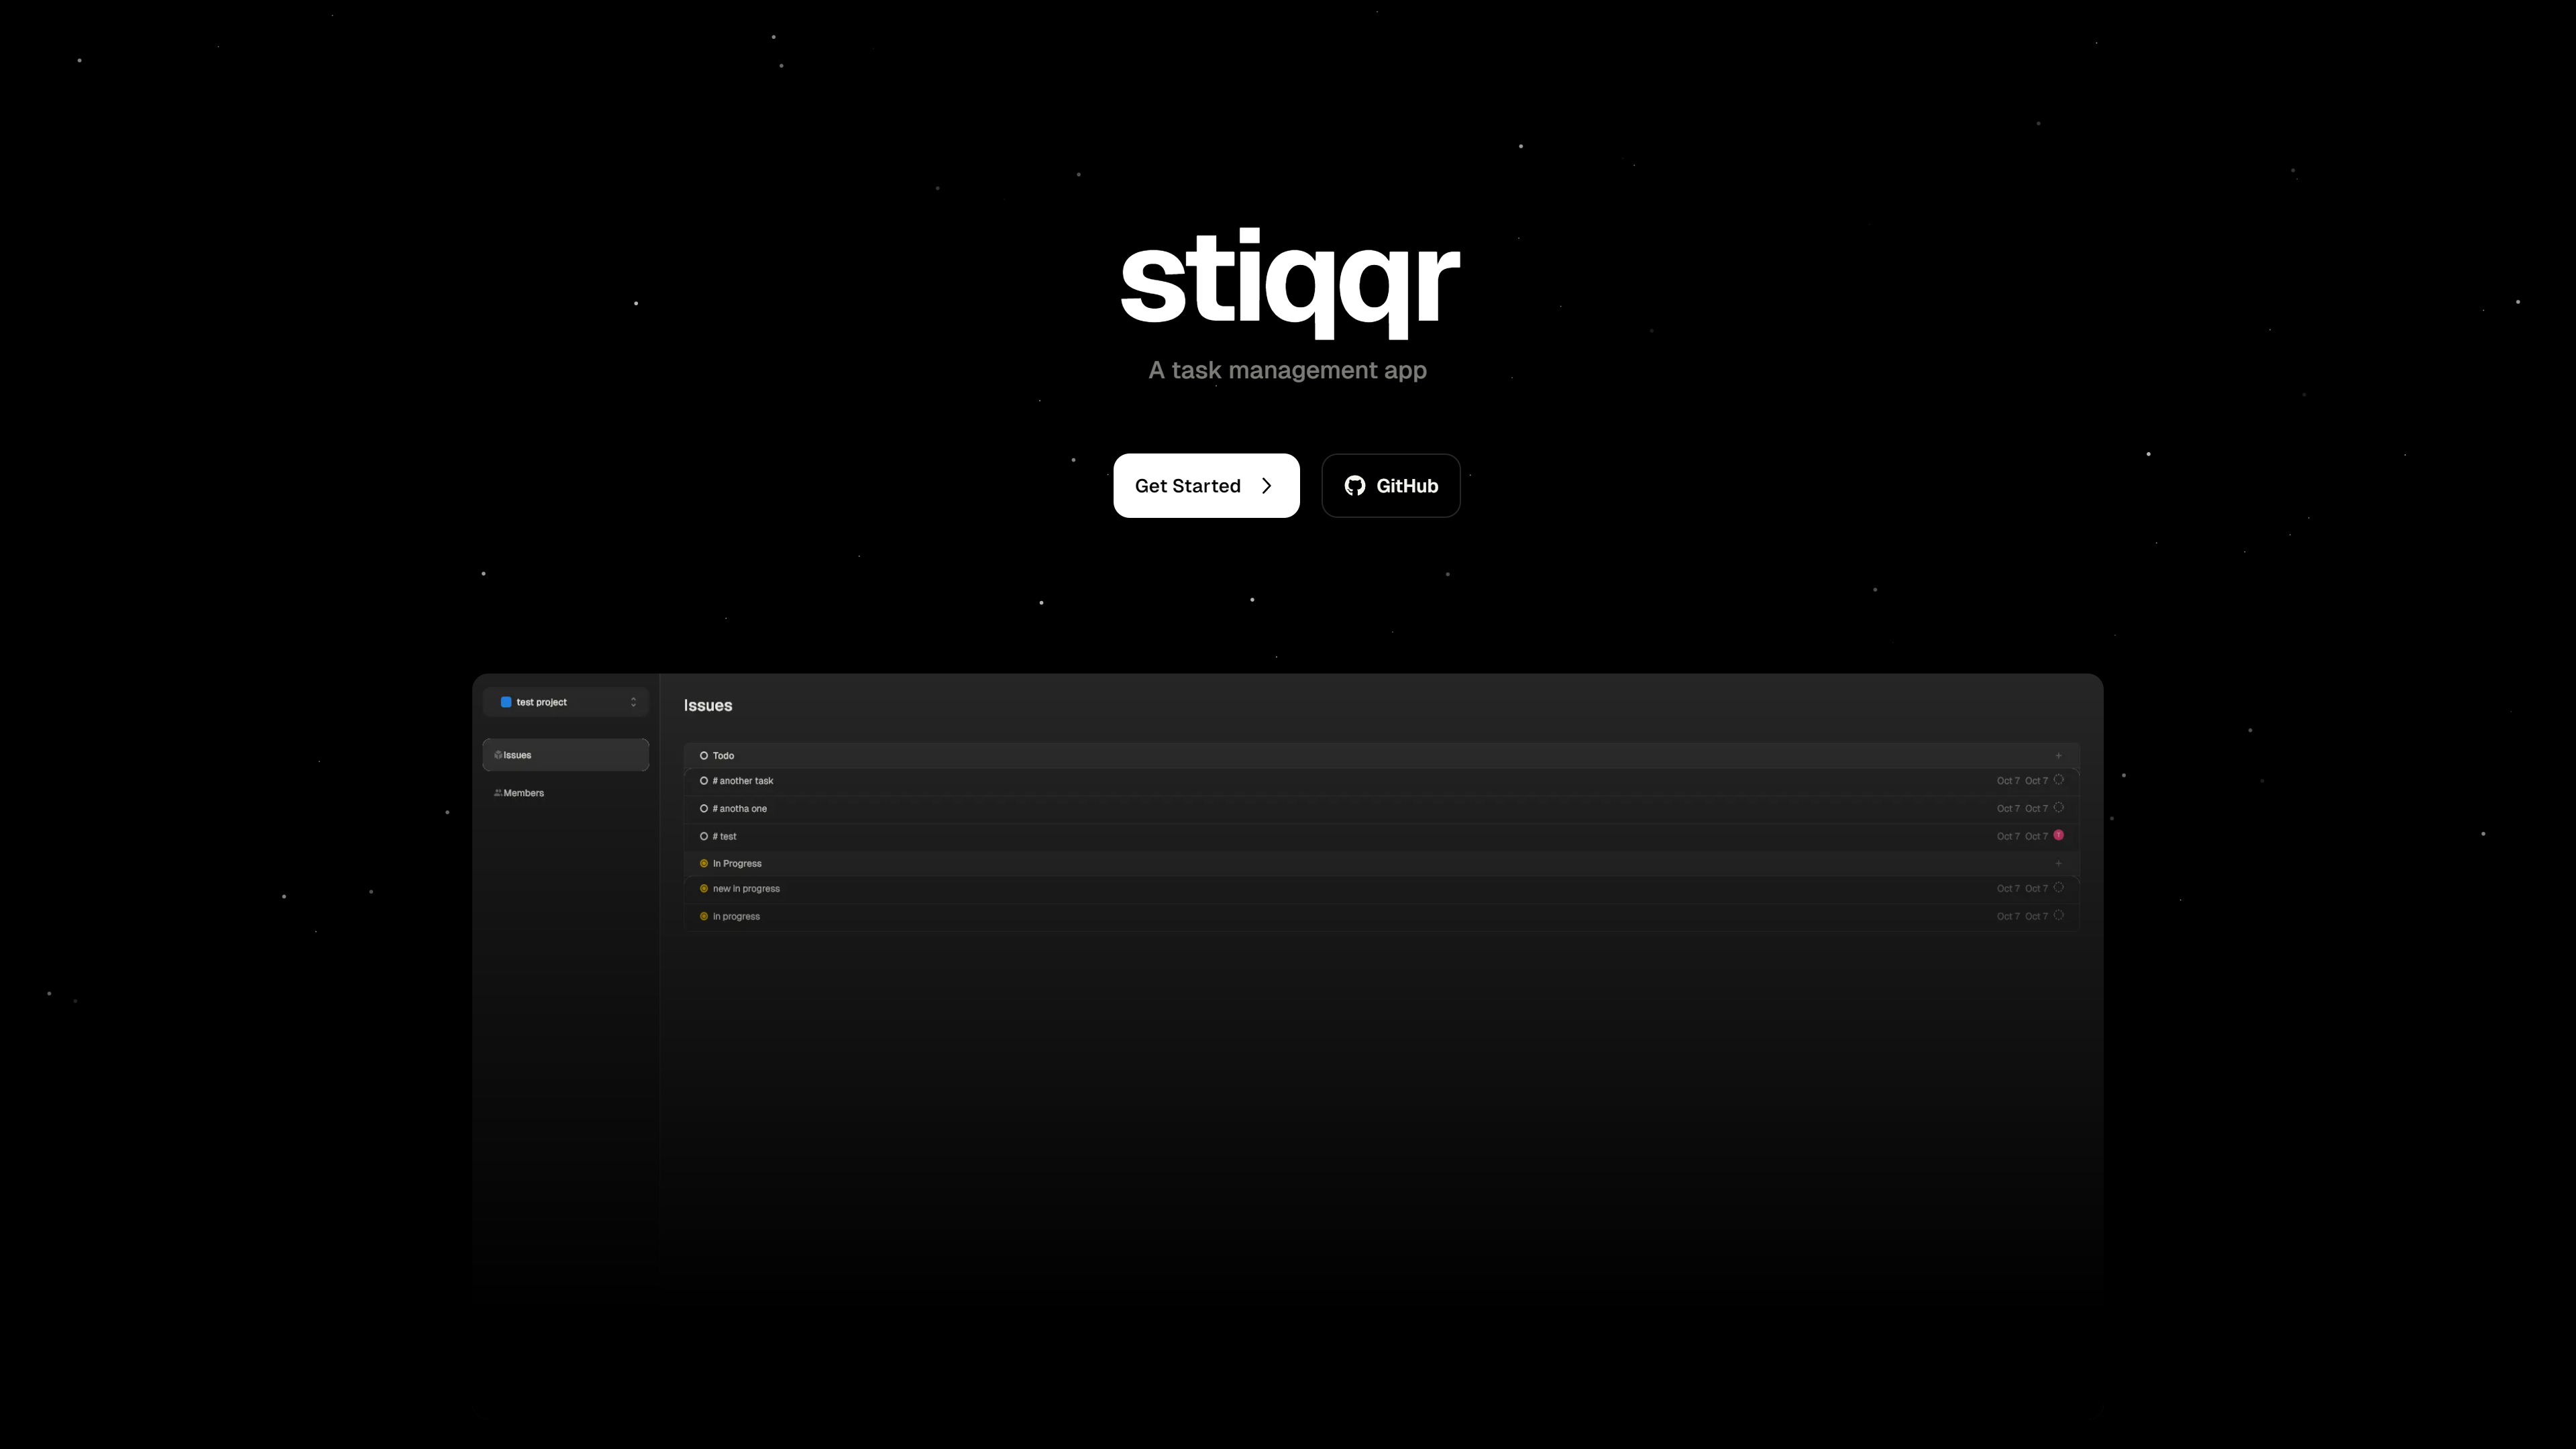 stiqqr
A task management app
Get Started
GitHub
test project
Issues
Members
Issues
Todo
# another task Oct 7 Oct 7
# anotha one Oct 7 Oct 7
# test Oct 7 Oct 7
In Progress
new in progress Oct 7 Oct 7
in progress Oct 7 Oct 7